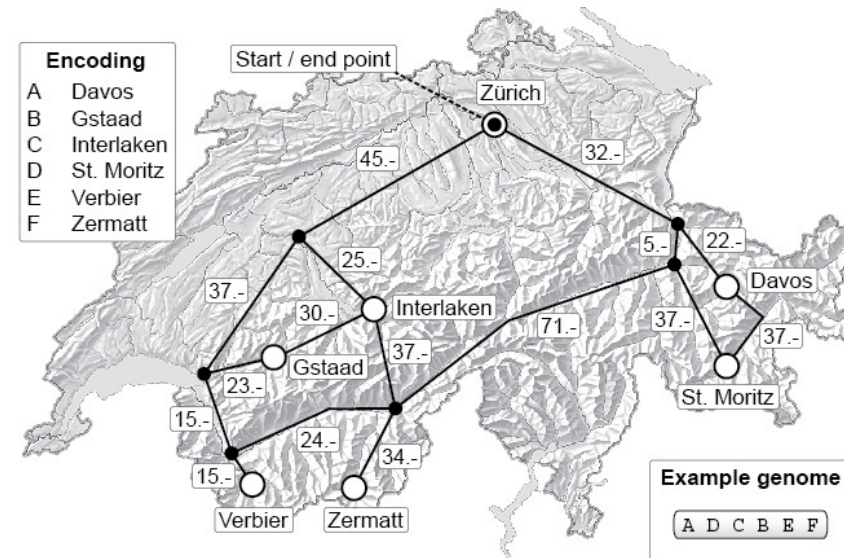 Encoding
A Davos
B Gstaad
C Interlaken
D St. Moritz
E Verbier
F Zermatt
Start / end point
Zürich
45.-
32.-
5.-
22.-
25.-
Davos
37.-
30.-
Interlaken
71.-
37.-
37.-
37.-
Gstaad
23.-
St. Moritz
15.-
24.-
34.-
15.-
Verbier
Zermatt
Example genome
A D C B E F